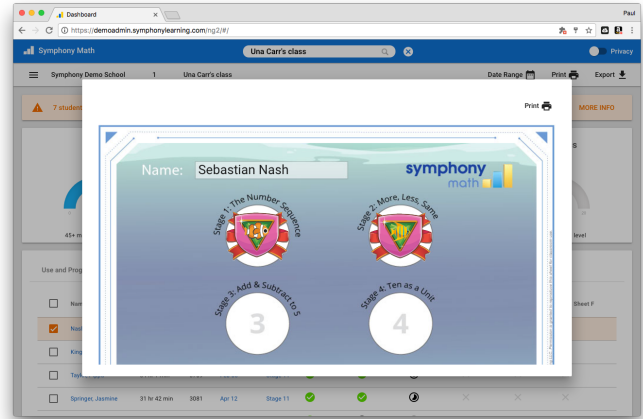 Dashboard
Paul
https://demoadmin.symphonylearning.com/ng2/#/
Symphony Math
Una Carr's class
Privacy
Symphony Demo School 1 Una Carr's class Date Range Print Export
7 student
MORE INFO
Print
Name: Sebastian Nash
symphony
math
Stage 1: The Number Sequence
Stage 2: More, Less, Same
Stage 3: Add & Subtract to 5
Stage 4: Ten as a Unit
3
4
45+ m
level
Use and Prog
Nam
Sheet F
Nash
King
Springer, Jasmine 31 hr 42 min 3081 Apr 12 Stage 11